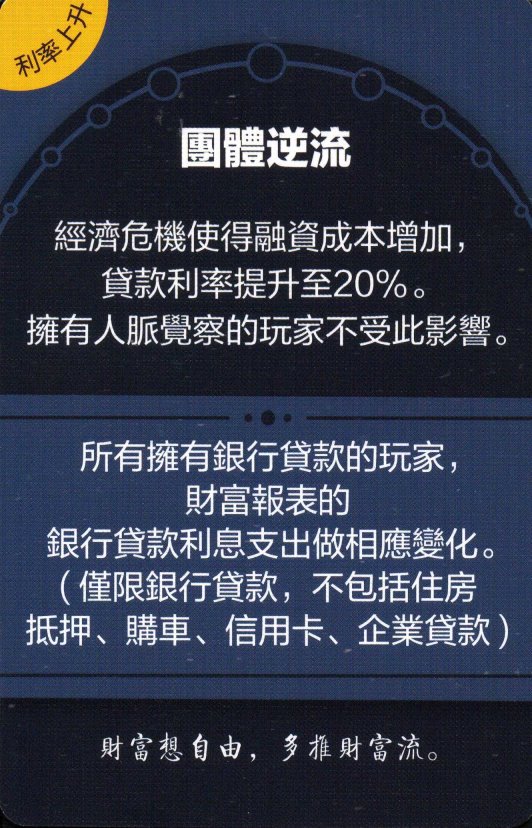 利率上升
團體逆流
經濟危機使得融資成本增加，
貸款利率提升至20%。
擁有人脈覺察的玩家不受此影響。
所有擁有銀行貸款的玩家，
財富報表的
銀行貸款利息支出做相應變化。
（僅限銀行貸款，不包括住房
抵押、購車、信用卡、企業貸款）
財富想自由，多推財富流。